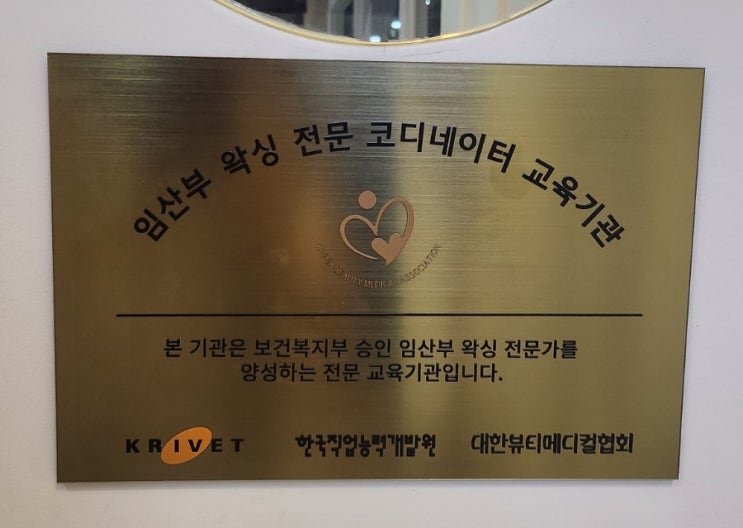 임산부 왁싱 전문 코디네이터 교육기관
BEAUTY MEDICAL ASSOCIATION
본 기관은 보건복지부 승인 임산부 왁싱 전문가를
양성하는 전문 교육기관입니다.
KRIVET 한국직업능력개발원 대한뷰티메디컬협회